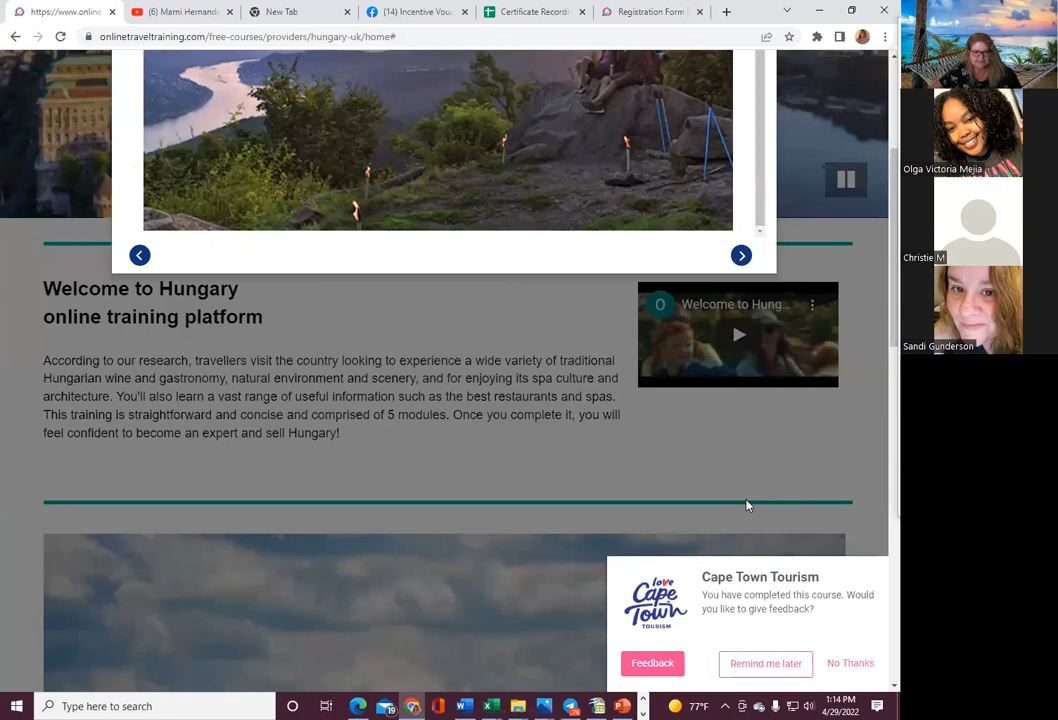 https://www.online
(6) Mami Hernande
New Tab
(14) Incentive Vou
Certificate Recordi
Registration Form
onlinetraveltraining.com/free-courses/providers/hungary-uk/home#
Olga Victoria Mejia
Christie M
Sandi Gunderson
Welcome to Hungary
online training platform
O
Welcome to Hung...
According to our research, travellers visit the country looking to experience a wide variety of traditional
Hungarian wine and gastronomy, natural environment and scenery, and for enjoying its spa culture and
architecture. You'll also learn a vast range of useful information such as the best restaurants and spas.
This training is straightforward and concise and comprised of 5 modules. Once you complete it, you will
feel confident to become an expert and sell Hungary!
love
Cape
Town
TOURISM
Cape Town Tourism
You have completed this course. Would
you like to give feedback?
Feedback
Remind me later
No Thanks
Type here to search
19
77°F
1:14 PM
4/29/2022